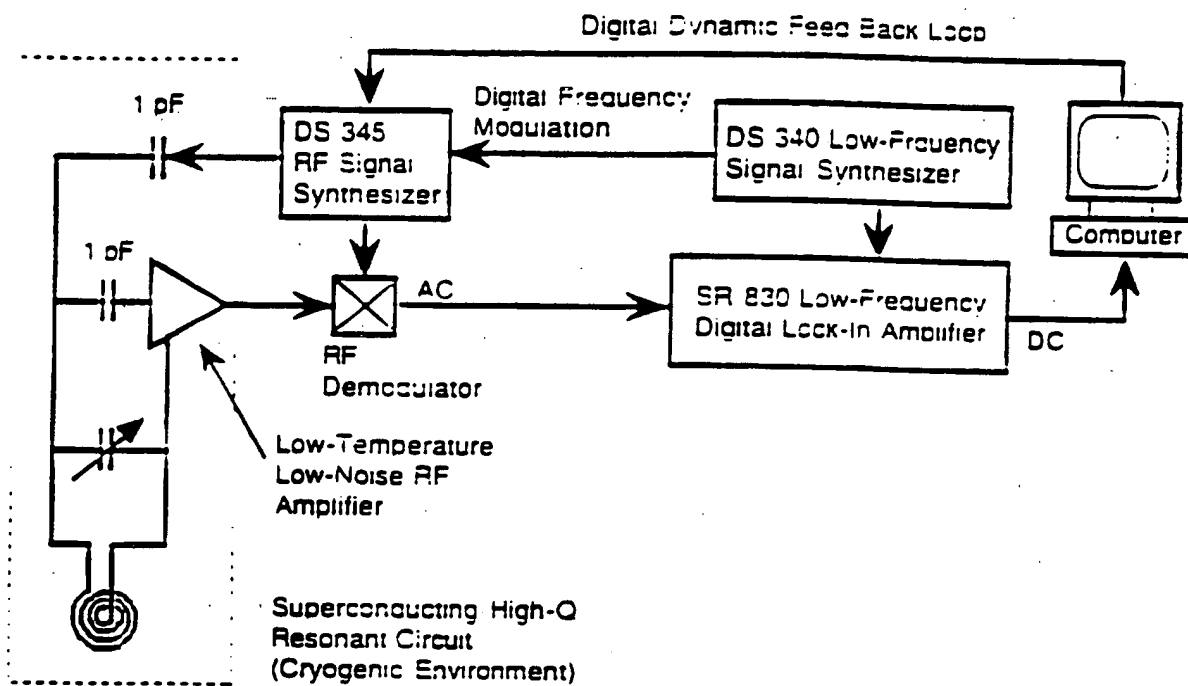 Digital Dynamic Feed Back Loop
1 pF
DS 345
RF Signal
Synthesizer
Digital Frequency
Modulation
DS 340 Low-Frquency
Signal Synthesizer
Computer
1 pF
AC
RF
Demodulator
SR 830 Low-Frequency
Digital Lock-In Amplifier
DC
Low-Temperature
Low-Noise RF
Amplifier
Superconducting High-Q
Resonant Circuit
(Cryogenic Environment)